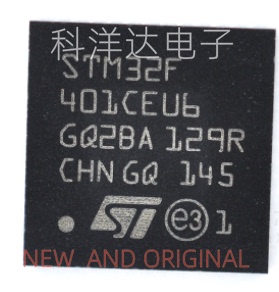 科洋达电子
STM32F
401CEU6
GQ2BA 129R
CHN GQ 145
ST e3 1
NEW AND ORIGINAL